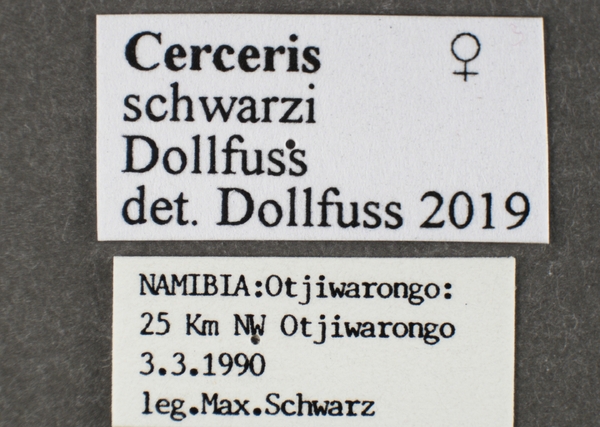 Cerceris ♀
schwarzi
Dollfuss
det. Dollfuss 2019
NAMIBIA:Otjiwarongo:
25 Km NW Otjiwarongo
3.3.1990
leg.Max.Schwarz